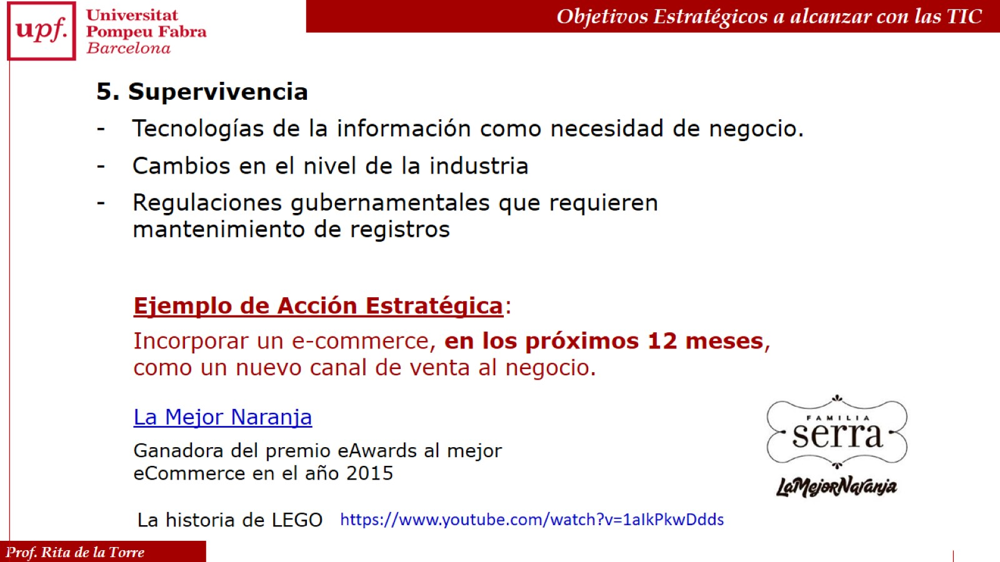 upf.
Universitat
Pompeu Fabra
Barcelona
Objetivos Estratégicos a alcanzar con las TIC
5. Supervivencia
- Tecnologías de la información como necesidad de negocio.
- Cambios en el nivel de la industria
- Regulaciones gubernamentales que requieren
mantenimiento de registros
Ejemplo de Acción Estratégica:
Incorporar un e-commerce, en los próximos 12 meses,
como un nuevo canal de venta al negocio.
La Mejor Naranja
Ganadora del premio eAwards al mejor
eCommerce en el año 2015
FAMILIA
serra
LaMejorNaranja
La historia de LEGO https://www.youtube.com/watch?v=1aIkPkwDdds
Prof. Rita de la Torre